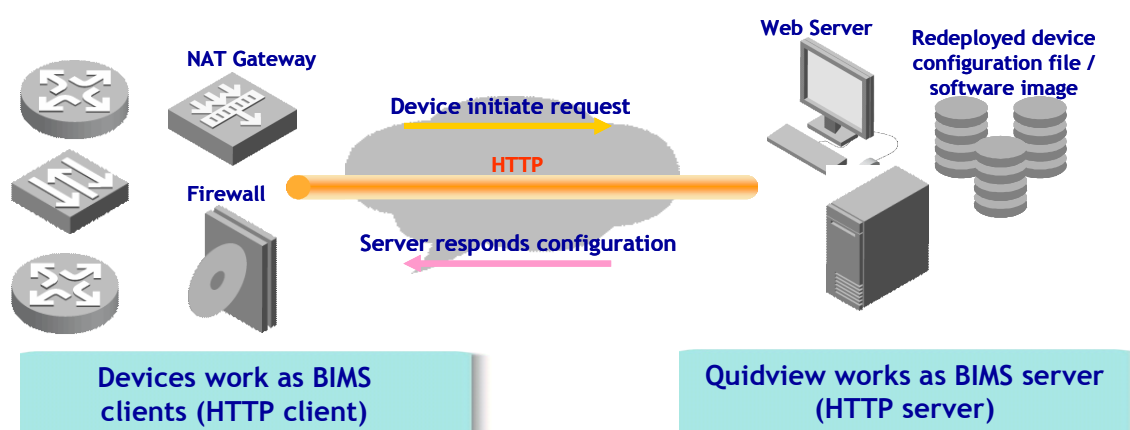 NAT Gateway
Firewall
Device initiate request
HTTP
Server responds configuration
Web Server
Redeployed device
configuration file /
software image
Devices work as BIMS
clients (HTTP client)
Quidview works as BIMS server
(HTTP server)